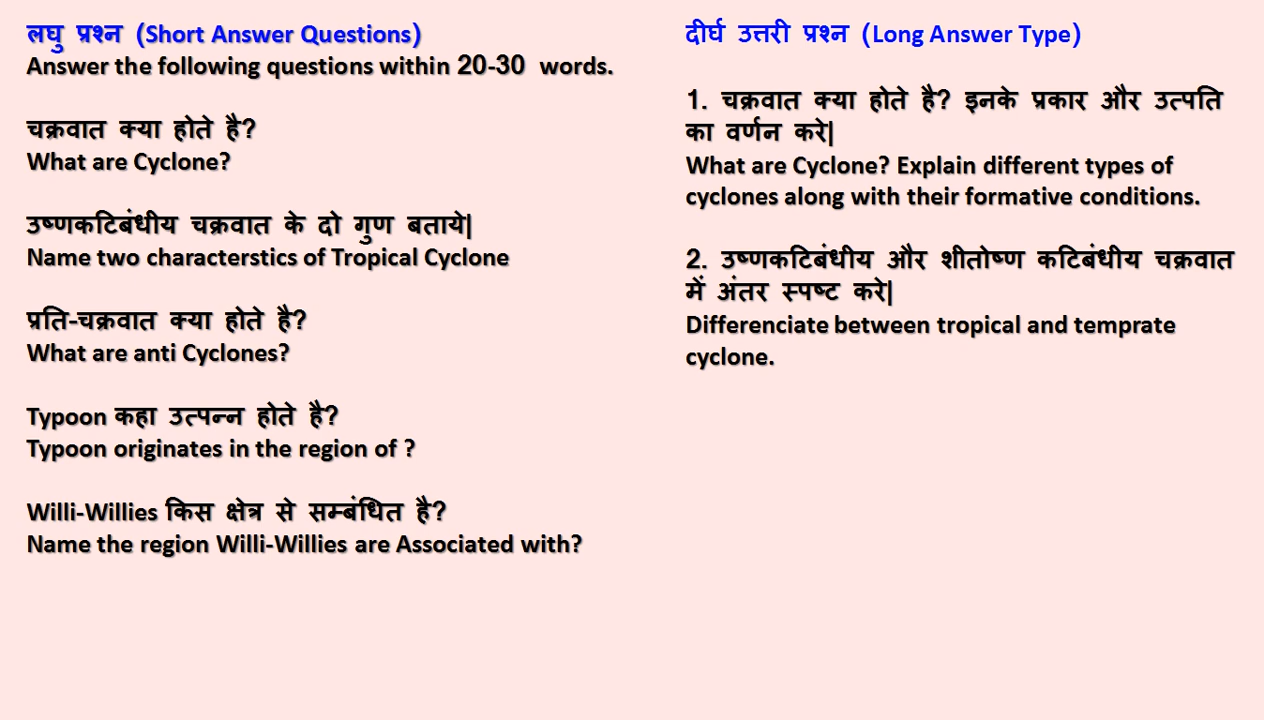 लघु प्रश्न (Short Answer Questions)
Answer the following questions within 20-30 words.
चक्रवात क्या होते है?
What are Cyclone?
उष्णकटिबंधीय चक्रवात के दो गुण बताये|
Name two characterstics of Tropical Cyclone
प्रति-चक्रवात क्या होते है?
What are anti Cyclones?
Typoon कहा उत्पन्न होते है?
Typoon originates in the region of ?
Willi-Willies किस क्षेत्र से सम्बंधित है?
Name the region Willi-Willies are Associated with?
दीर्घ उत्तरी प्रश्न (Long Answer Type)
1. चक्रवात क्या होते है? इनके प्रकार और उत्पति
का वर्णन करे|
What are Cyclone? Explain different types of
cyclones along with their formative conditions.
2. उष्णकटिबंधीय और शीतोष्ण कटिबंधीय चक्रवात
में अंतर स्पष्ट करे|
Differenciate between tropical and temprate
cyclone.